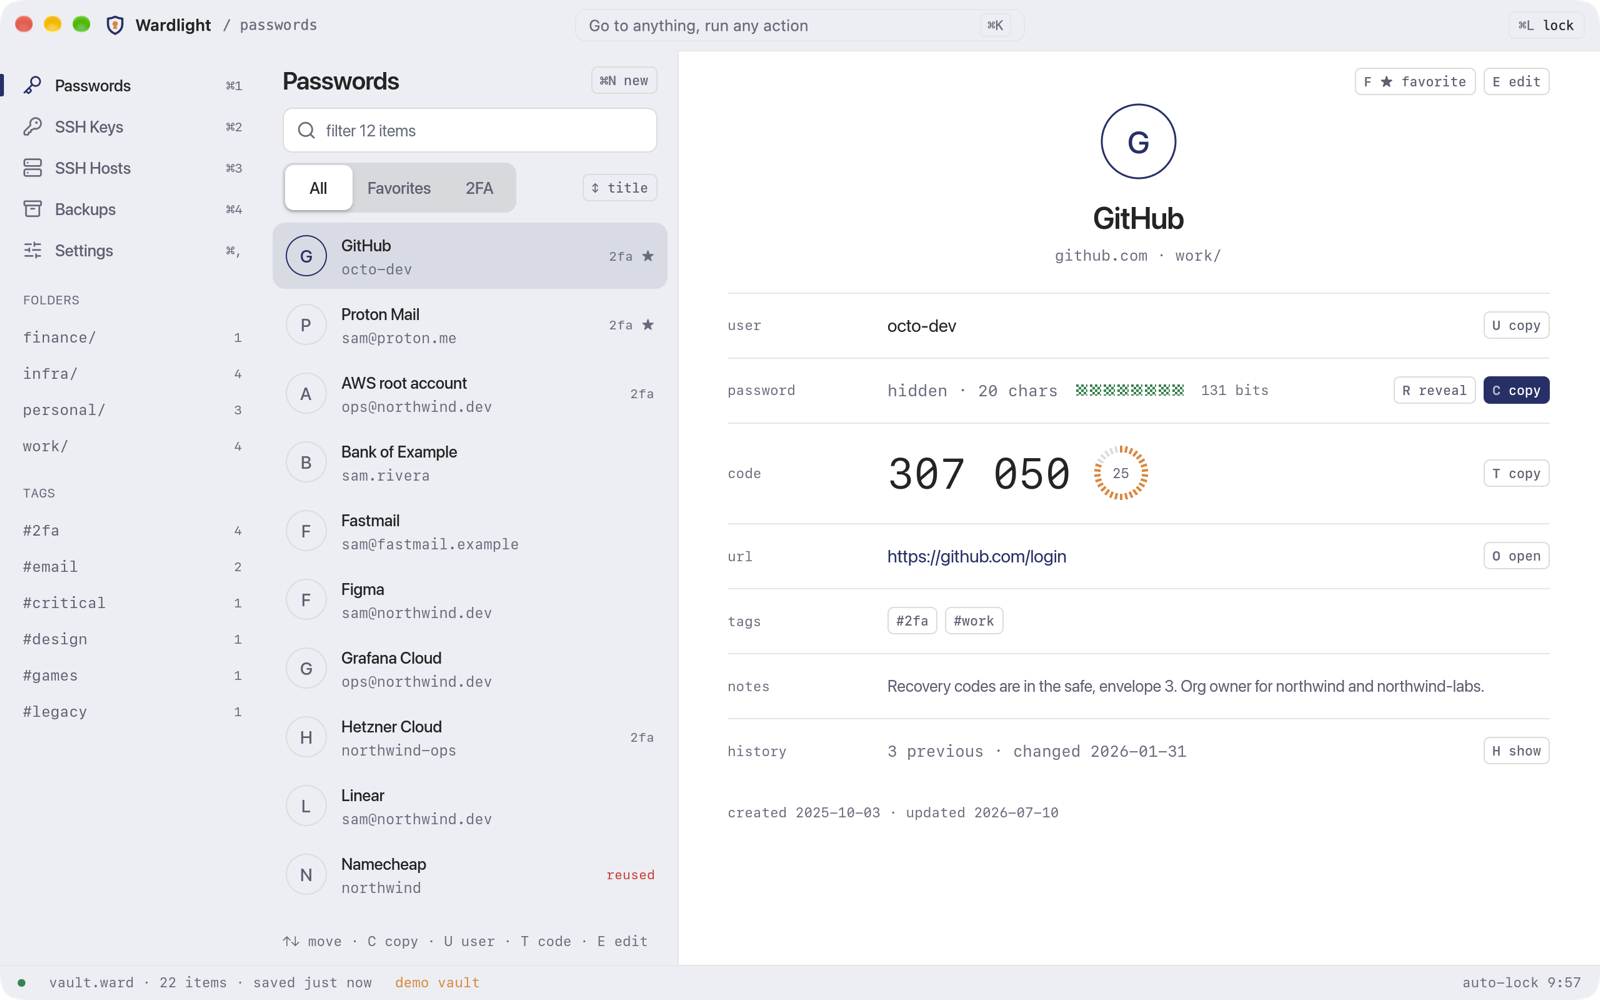 Wardlight / passwords
Go to anything, run any action ⌘K
⌘L lock
Passwords ⌘1
SSH Keys ⌘2
SSH Hosts ⌘3
Backups ⌘4
Settings ⌘,
FOLDERS
finance/ 1
infra/ 4
personal/ 3
work/ 4
TAGS
#2fa 4
#email 2
#critical 1
#design 1
#games 1
#legacy 1
Passwords ⌘N new
filter 12 items
All Favorites 2FA ↕ title
G GitHub 2fa ★
octo-dev
P Proton Mail 2fa ★
sam@proton.me
A AWS root account 2fa
ops@northwind.dev
B Bank of Example
sam.rivera
F Fastmail
sam@fastmail.example
F Figma
sam@northwind.dev
G Grafana Cloud
ops@northwind.dev
H Hetzner Cloud 2fa
northwind-ops
L Linear
sam@northwind.dev
N Namecheap reused
northwind
↑↓ move · C copy · U user · T code · E edit
F ★ favorite E edit
G
GitHub
github.com · work/
user octo-dev U copy
password hidden · 20 chars 131 bits R reveal C copy
code 307 050 25 T copy
url https://github.com/login O open
tags #2fa #work
notes Recovery codes are in the safe, envelope 3. Org owner for northwind and northwind-labs.
history 3 previous · changed 2026-01-31 H show
created 2025-10-03 · updated 2026-07-10
vault.ward · 22 items · saved just now demo vault
auto-lock 9:57